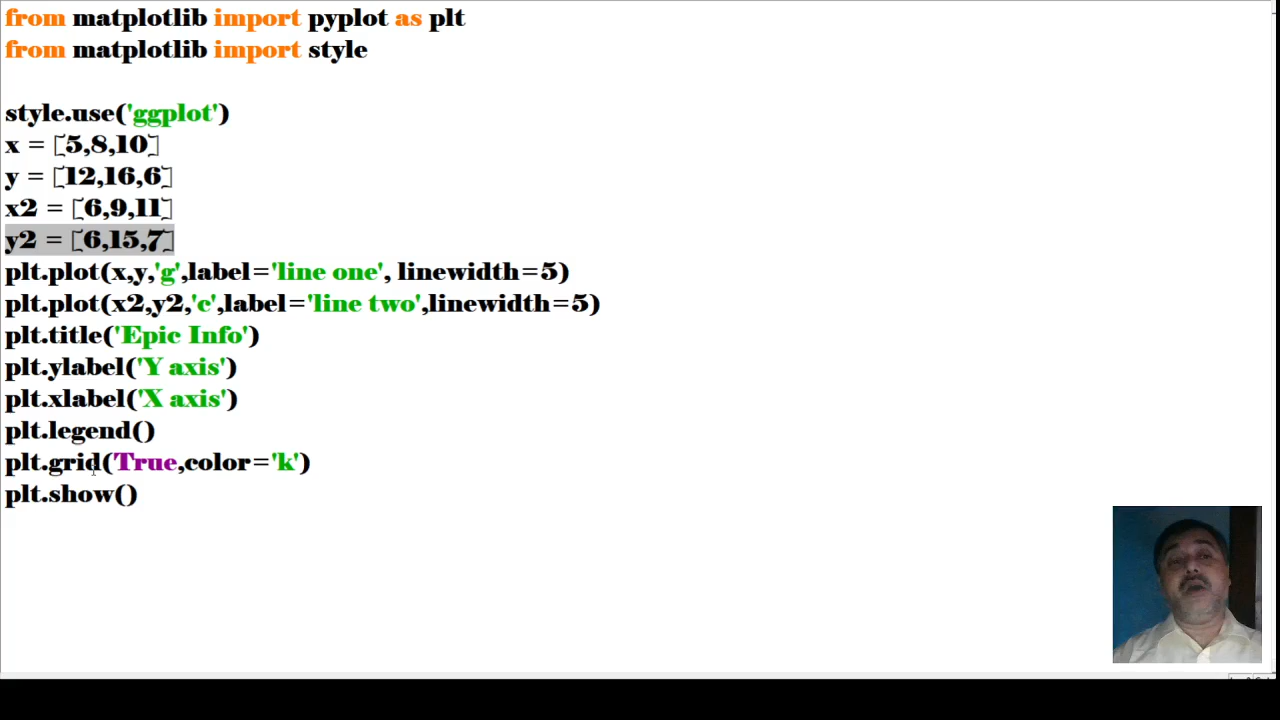 from matplotlib import pyplot as plt
from matplotlib import style
style.use('ggplot')
x = [5,8,10]
y = [12,16,6]
x2 = [6,9,11]
y2 = [6,15,7]
plt.plot(x,y,'g',label='line one', linewidth=5)
plt.plot(x2,y2,'c',label='line two',linewidth=5)
plt.title('Epic Info')
plt.ylabel('Y axis')
plt.xlabel('X axis')
plt.legend()
plt.grid(True,color='k')
plt.show()